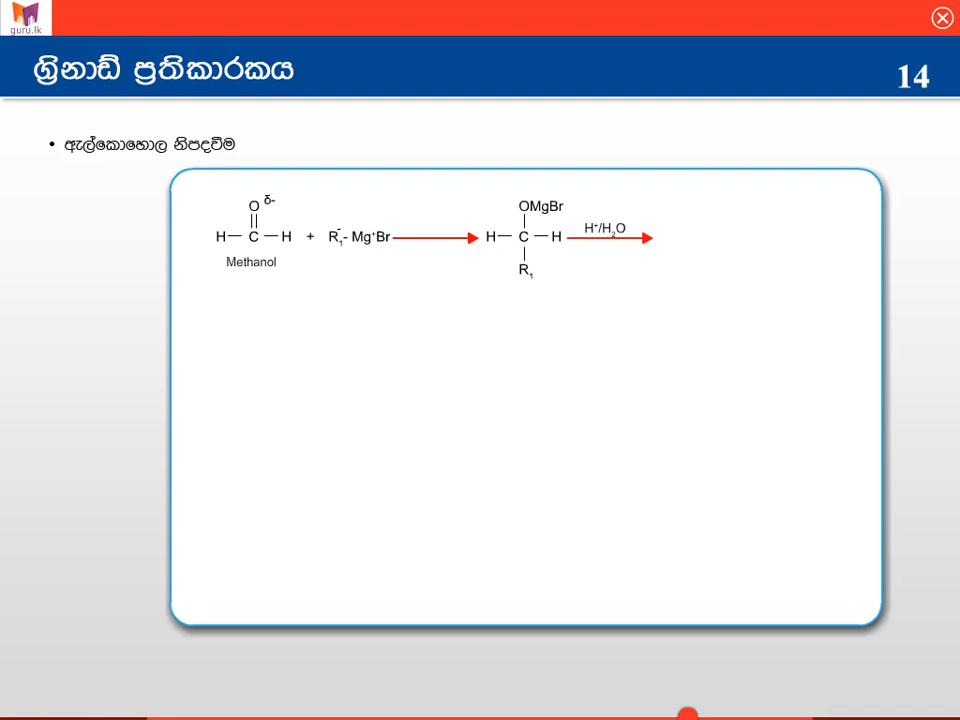 guru.lk
ග්‍රිනාඩ් ප්‍රතිකාරකය
14
• ඇල්කොහොල නිපදවීම
O δ-
OMgBr
H — C — H + R₁⁻- Mg⁺Br H — C — H H⁺/H₂O
Methanol
R₁